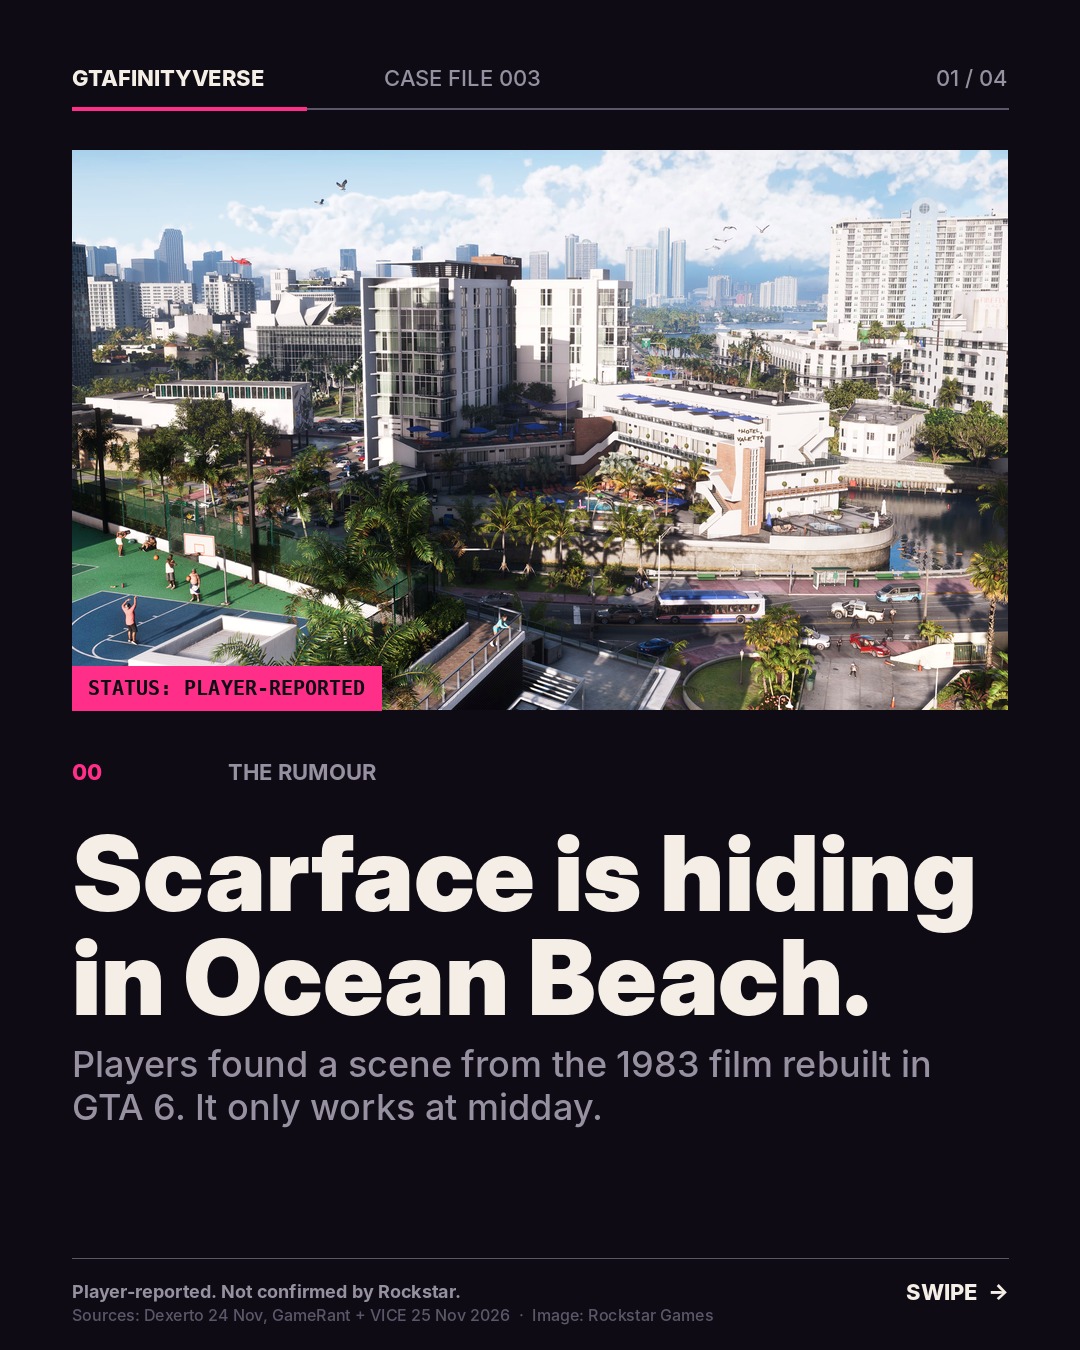 GTAFINITYVERSE CASE FILE 003 01 / 04
HOTEL
VALETTA
STATUS: PLAYER-REPORTED
00 THE RUMOUR
Scarface is hiding
in Ocean Beach.
Players found a scene from the 1983 film rebuilt in
GTA 6. It only works at midday.
Player-reported. Not confirmed by Rockstar.
SWIPE →
Sources: Dexerto 24 Nov, GameRant + VICE 25 Nov 2026 · Image: Rockstar Games